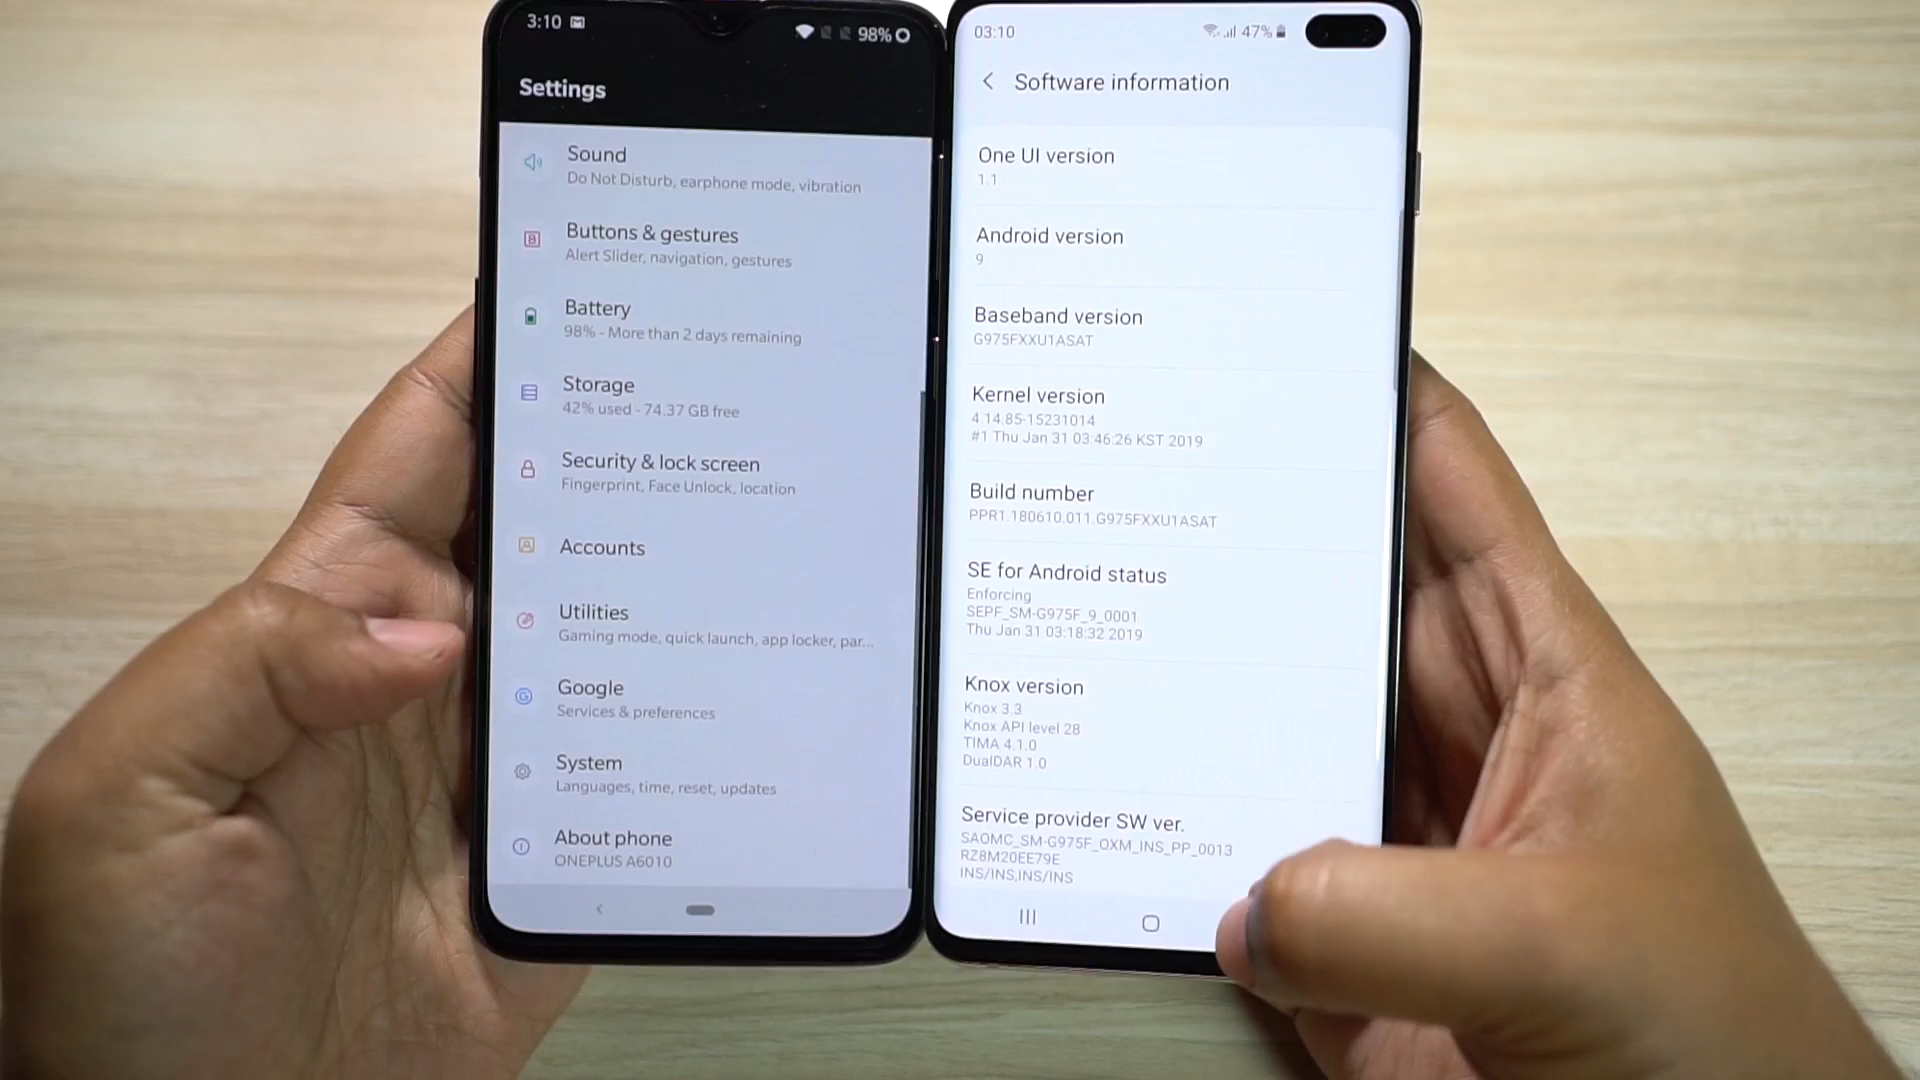 3:10
98%
Settings
Sound
Do Not Disturb, earphone mode, vibration
Buttons & gestures
Alert Slider, navigation, gestures
Battery
98% - More than 2 days remaining
Storage
42% used - 74.37 GB free
Security & lock screen
Fingerprint, Face Unlock, location
Accounts
Utilities
Gaming mode, quick launch, app locker, par...
Google
Services & preferences
System
Languages, time, reset, updates
About phone
ONEPLUS A6010
03:10
47%
Software information
One UI version
1.1
Android version
9
Baseband version
G975FXXU1ASAT
Kernel version
4.14.85-15231014
#1 Thu Jan 31 03:46:26 KST 2019
Build number
PPR1.180610.011.G975FXXU1ASAT
SE for Android status
Enforcing
SEPF_SM-G975F_9_0001
Thu Jan 31 03:18:32 2019
Knox version
Knox 3.3
Knox API level 28
TIMA 4.1.0
DualDAR 1.0
Service provider SW ver.
SAOMC_SM-G975F_OXM_INS_PP_0013
RZ8M20EE79E
INS/INS,INS/INS